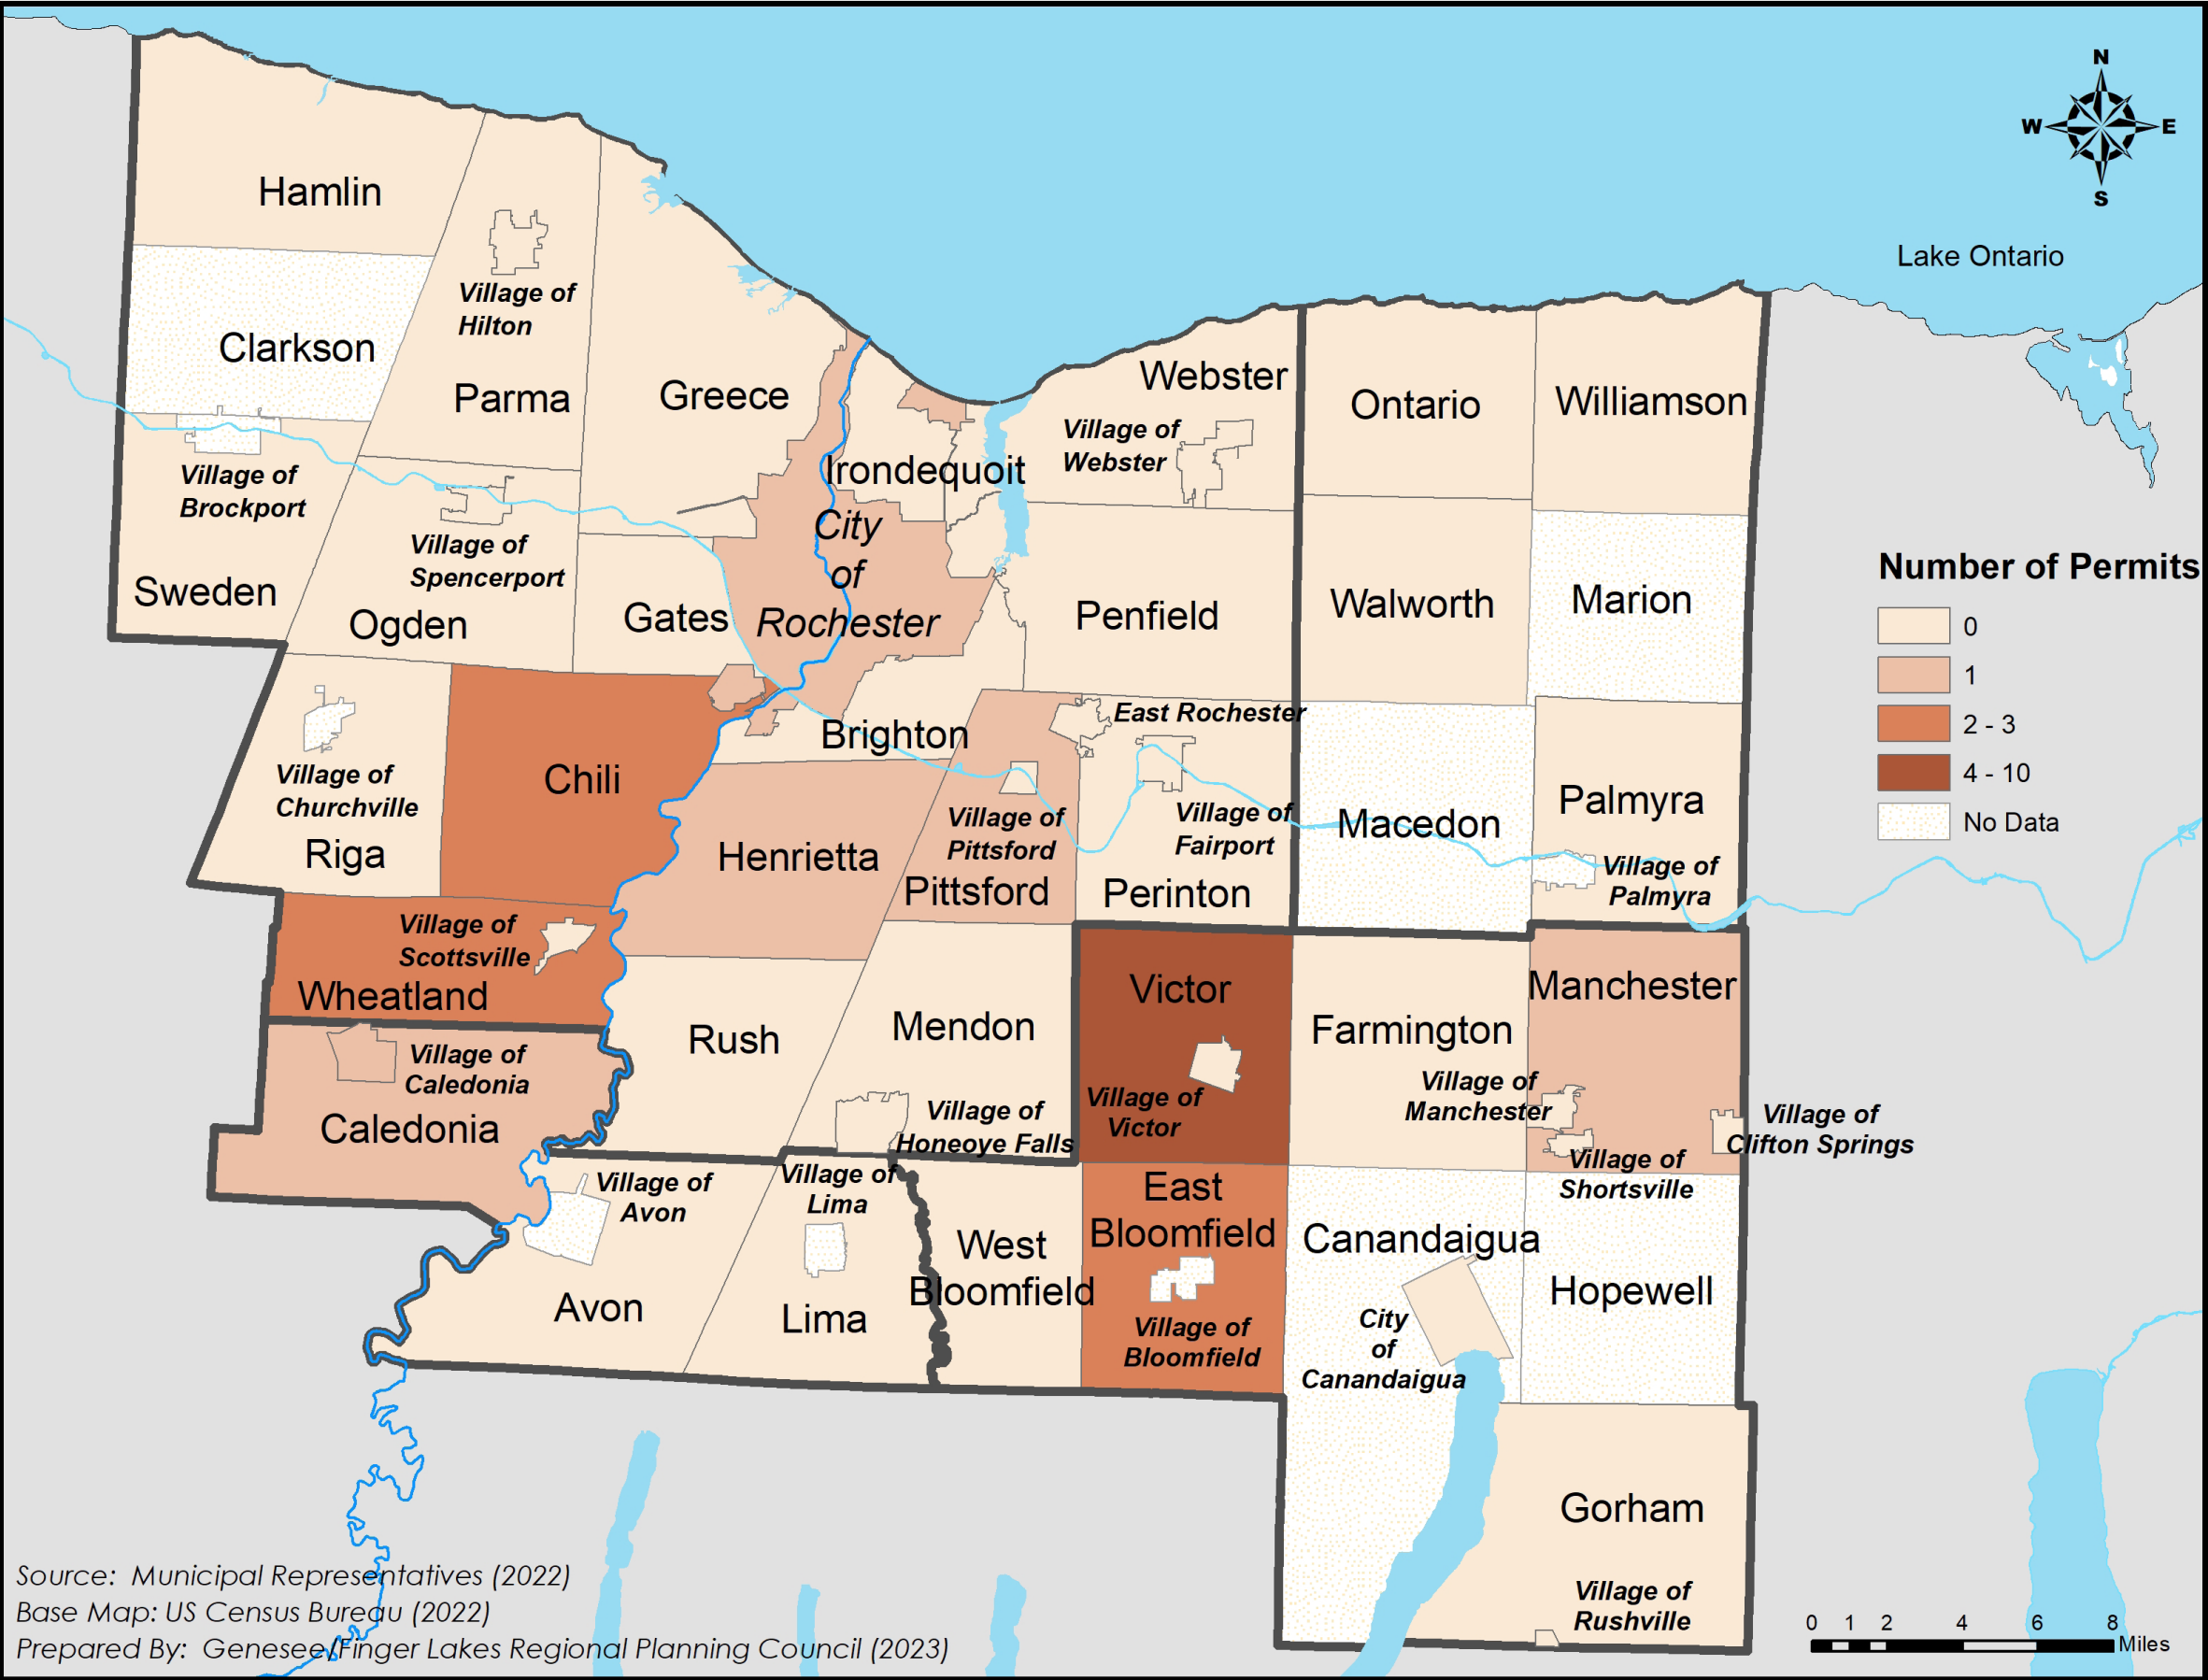 N
W
E
S
Lake Ontario
Hamlin
Village of
Hilton
Clarkson
Parma
Greece
Webster
Village of
Webster
Ontario
Williamson
Irondequoit
Village of
Brockport
City
of
Rochester
Village of
Spencerport
Sweden
Ogden
Gates
Penfield
Walworth
Marion
Number of Permits
0
1
2 - 3
4 - 10
No Data
East Rochester
Brighton
Village of
Churchville
Riga
Chili
Henrietta
Village of
Pittsford
Pittsford
Village of
Fairport
Perinton
Macedon
Palmyra
Village of
Palmyra
Village of
Scottsville
Wheatland
Rush
Mendon
Victor
Village of
Victor
Farmington
Manchester
Village of
Manchester
Village of
Clifton Springs
Village of
Shortsville
Village of
Caledonia
Caledonia
Village of
Honeoye Falls
Village of
Avon
Avon
Village of
Lima
Lima
West
Bloomfield
East
Bloomfield
Village of
Bloomfield
Canandaigua
City
of
Canandaigua
Hopewell
Gorham
Village of
Rushville
Source: Municipal Representatives (2022)
Base Map: US Census Bureau (2022)
Prepared By: Genesee/Finger Lakes Regional Planning Council (2023)
0 1 2 4 6 8
Miles